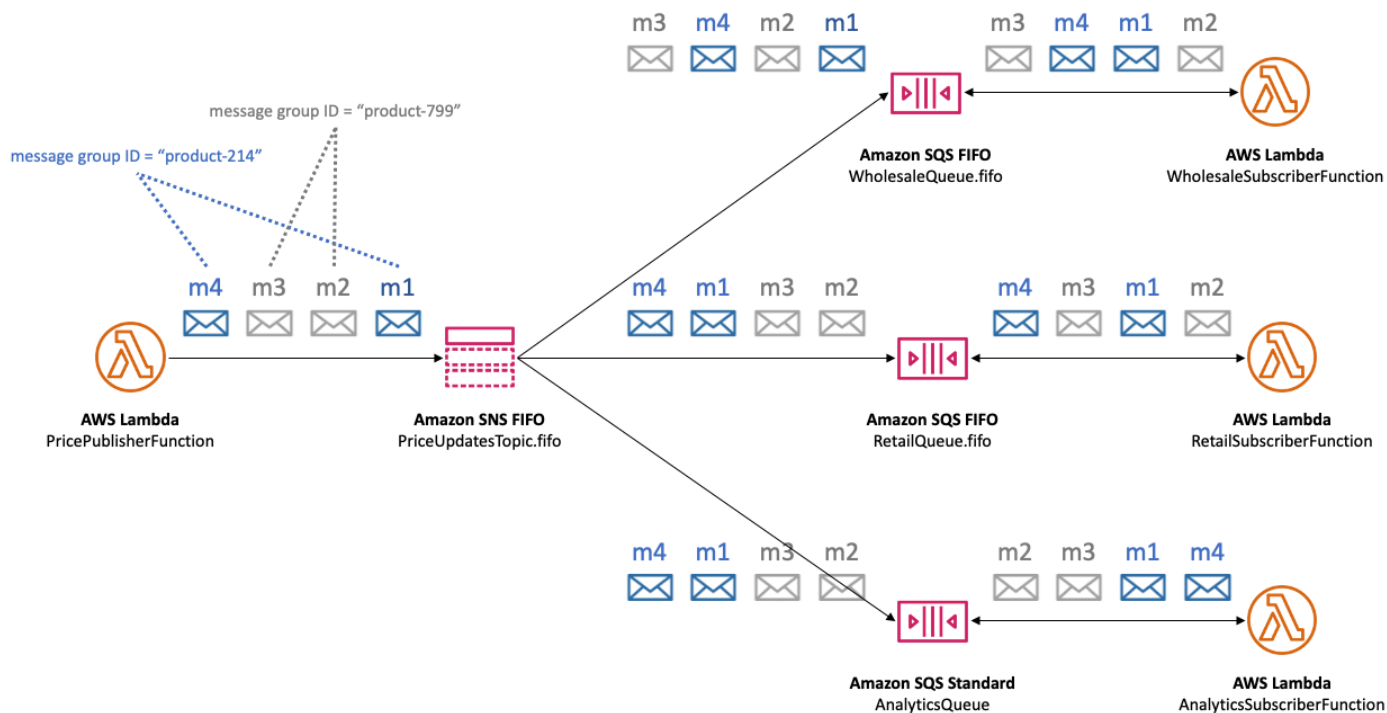 m3 m4 m2 m1
m3 m4 m1 m2
message group ID = “product-799”
message group ID = “product-214”
Amazon SQS FIFO
WholesaleQueue.fifo
AWS Lambda
WholesaleSubscriberFunction
m4 m3 m2 m1
m4 m1 m3 m2
m4 m3 m1 m2
AWS Lambda
PricePublisherFunction
Amazon SNS FIFO
PriceUpdatesTopic.fifo
Amazon SQS FIFO
RetailQueue.fifo
AWS Lambda
RetailSubscriberFunction
m4 m1 m3 m2
m2 m3 m1 m4
Amazon SQS Standard
AnalyticsQueue
AWS Lambda
AnalyticsSubscriberFunction